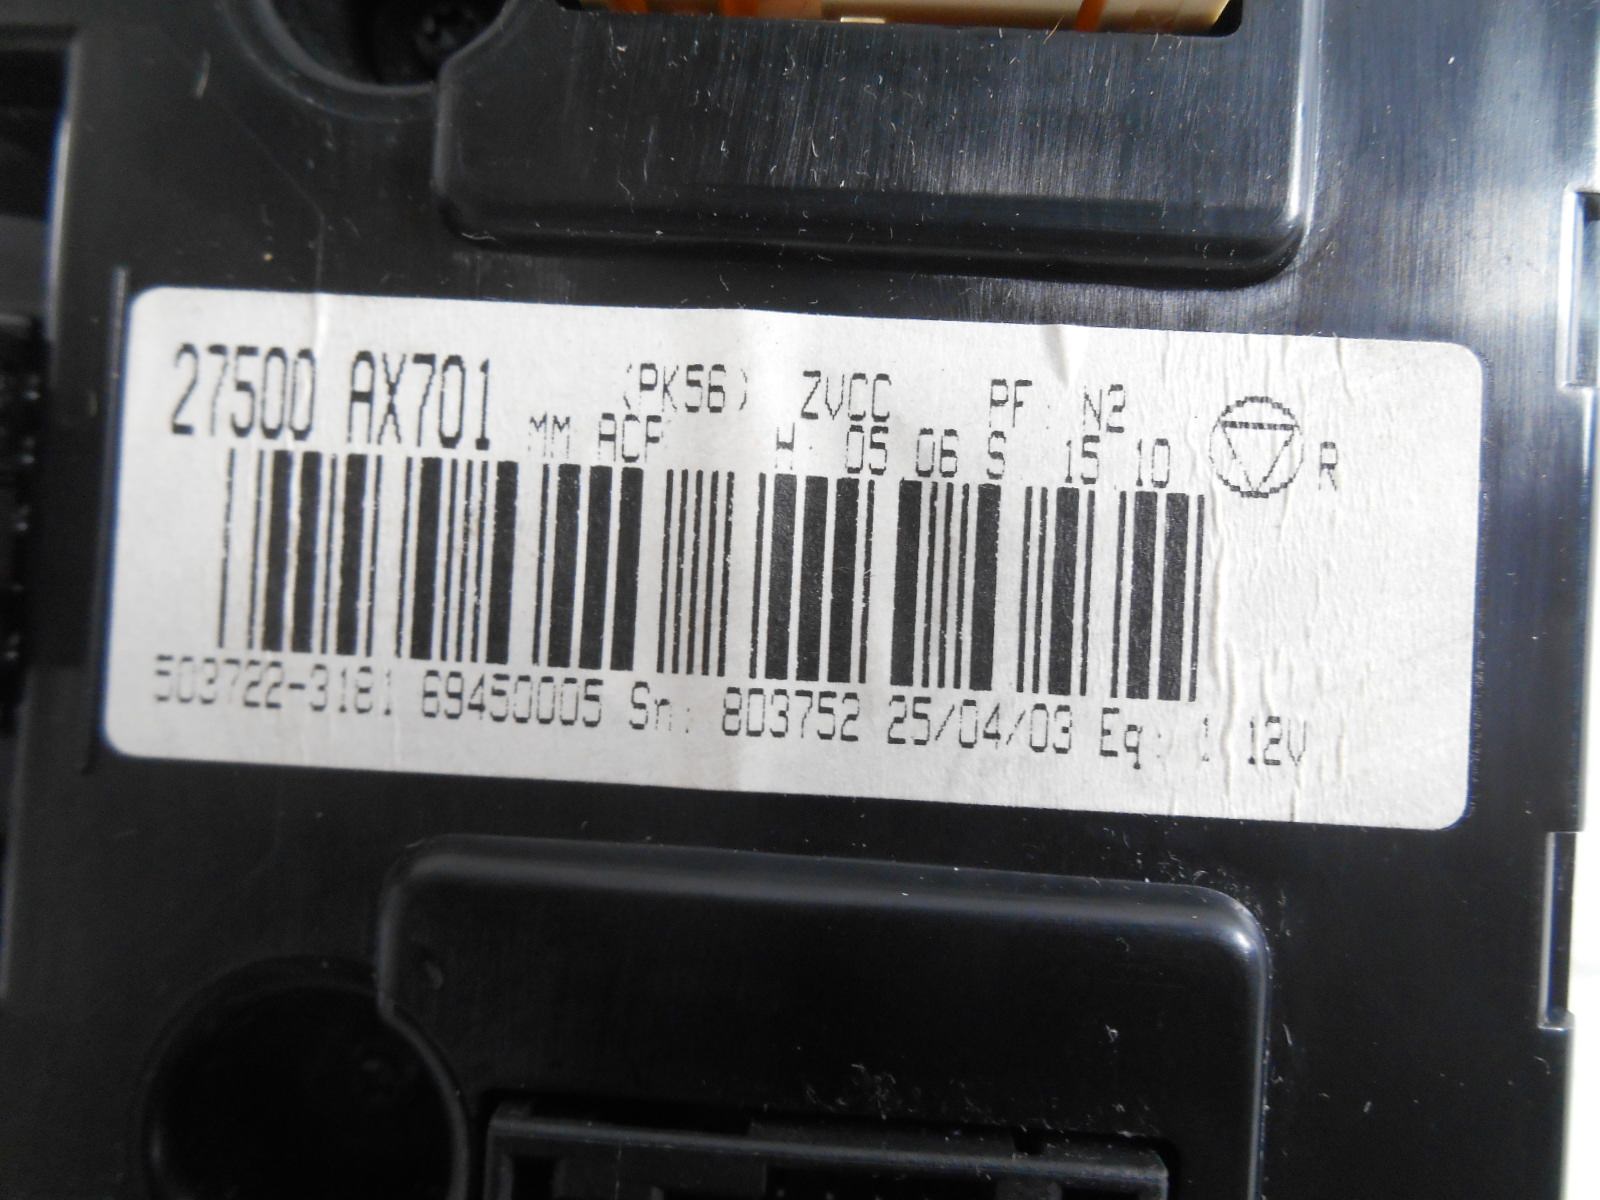 27500 AX701 (PK56) ZVCC PF N2
MM ACP H 05.06 S 15.10 R
503722-3181 69450005 Sn: 803752 25/04/03 Eq: 1 12V